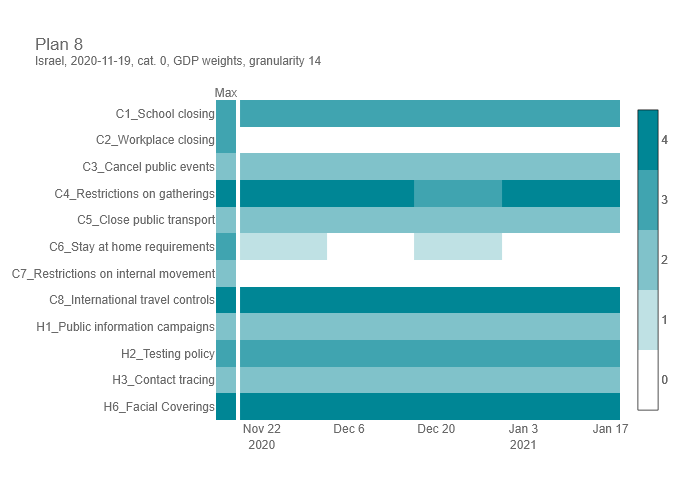 Plan 8
Israel, 2020-11-19, cat. 0, GDP weights, granularity 14
Max
C1_School closing
C2_Workplace closing
C3_Cancel public events
C4_Restrictions on gatherings
C5_Close public transport
C6_Stay at home requirements
C7_Restrictions on internal movement
C8_International travel controls
H1_Public information campaigns
H2_Testing policy
H3_Contact tracing
H6_Facial Coverings
Nov 22 Dec 6 Dec 20 Jan 3 Jan 17
2020 2021
4
3
2
1
0